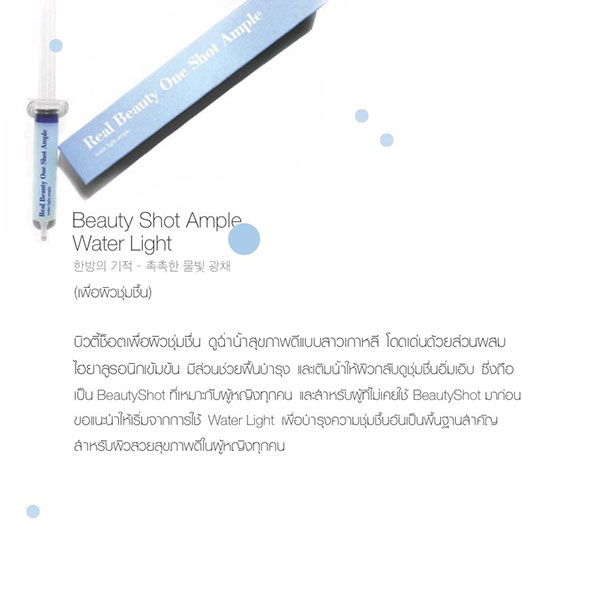 Real Beauty One Shot Ample
water light ample
Real Beauty One Shot Ample
water light ample
Beauty Shot Ample
Water Light
한방의 기적 - 촉촉한 물빛 광채
(เพื่อผิวชุ่มชื้น)
บิวตี้ช็อตเพื่อผิวชุ่มชื่น ดูฉ่ำน้ำสุขภาพดีแบบสาวเกาหลี โดดเด่นด้วยส่วนผสม
ไฮยาลูรอนิกเข้มข้น มีส่วนช่วยฟื้นบำรุง และเติมน้ำให้ผิวกลับดูชุ่มชื่นอิ่มเอิบ ซึ่งถือ
เป็น BeautyShot ที่เหมาะกับผู้หญิงทุกคน และสำหรับผู้ที่ไม่เคยใช้ BeautyShot มาก่อน
ขอแนะนำให้เริ่มจากการใช้ Water Light เพื่อบำรุงความชุ่มชื้นอันเป็นพื้นฐานสำคัญ
สำหรับผิวสวยสุขภาพดีในผู้หญิงทุกคน